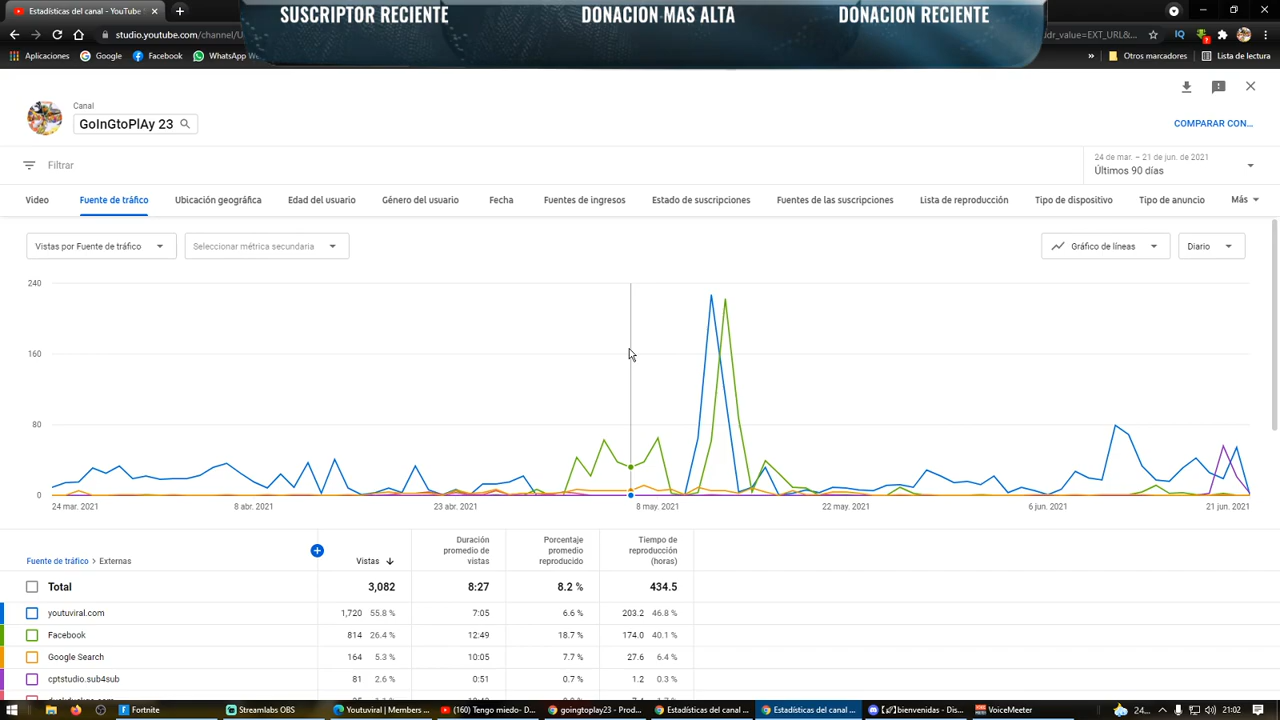 SUSCRIPTOR RECIENTE
DONACION MAS ALTA
DONACION RECIENTE
Estadísticas del canal - YouTube
studio.youtube.com/channel/U
dr_value=EXT_URL&...
Aplicaciones
Google
Facebook
WhatsApp
Otros marcadores
Lista de lectura
Canal
GoInGtoPlAy 23
COMPARAR CON...
Filtrar
24 de mar. – 21 de jun. de 2021
Últimos 90 días
Video
Fuente de tráfico
Ubicación geográfica
Edad del usuario
Género del usuario
Fecha
Fuentes de ingresos
Estado de suscripciones
Fuentes de las suscripciones
Lista de reproducción
Tipo de dispositivo
Tipo de anuncio
Más
Vistas por Fuente de tráfico
Seleccionar métrica secundaria
Gráfico de líneas
Diario
240
160
80
0
24 mar. 2021
8 abr. 2021
23 abr. 2021
8 may. 2021
22 may. 2021
6 jun. 2021
21 jun. 2021
Fuente de tráfico > Externas
Vistas
Duración promedio de vistas
Porcentaje promedio reproducido
Tiempo de reproducción (horas)
Total 3,082 8:27 8.2 % 434.5
youtuviral.com 1,720 55.8 % 7:05 6.6 % 203.2 46.8 %
Facebook 814 26.4 % 12:49 18.7 % 174.0 40.1 %
Google Search 164 5.3 % 10:05 7.7 % 27.6 6.4 %
cptstudio.sub4sub 81 2.6 % 0:51 0.7 % 1.2 0.3 %
Fortnite
Streamlabs OBS
Youtuviral | Members ...
(160) Tengo miedo- D...
goingtoplay23 - Prod...
Estadísticas del canal ...
Estadísticas del canal ...
bienvenidas - Dis...
VoiceMeeter
24...
21:02